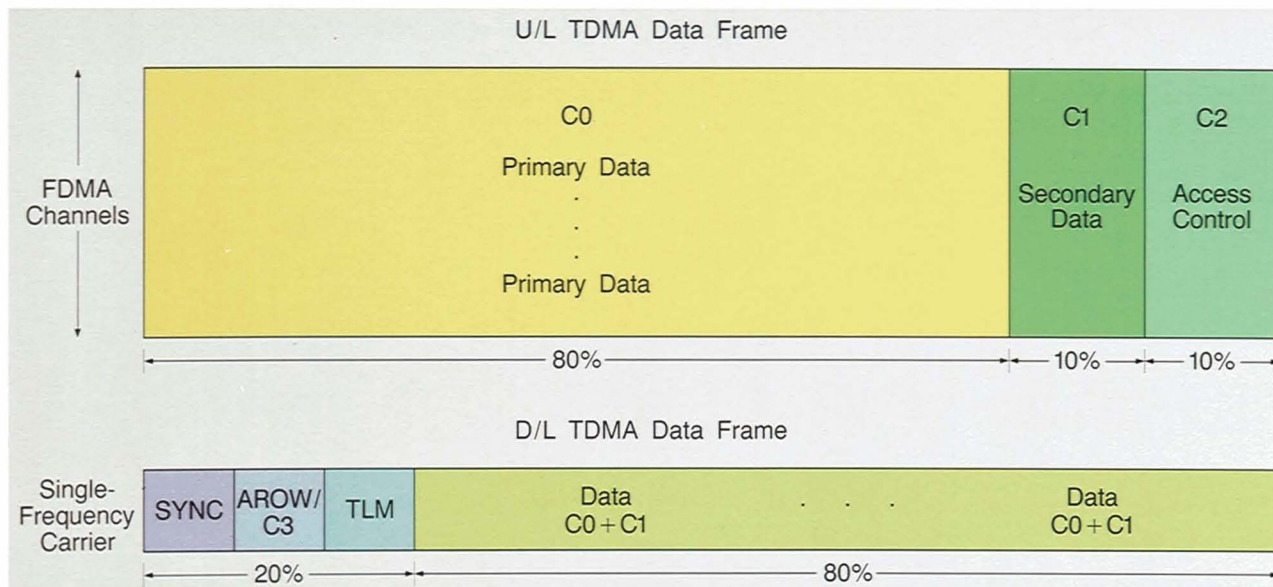 U/L TDMA Data Frame
FDMA
Channels
C0
Primary Data
.
.
.
Primary Data
C1
Secondary
Data
C2
Access
Control
80%
10%
10%
D/L TDMA Data Frame
Single-
Frequency
Carrier
SYNC
AROW/
C3
TLM
Data
C0 + C1
. . .
Data
C0 + C1
20%
80%